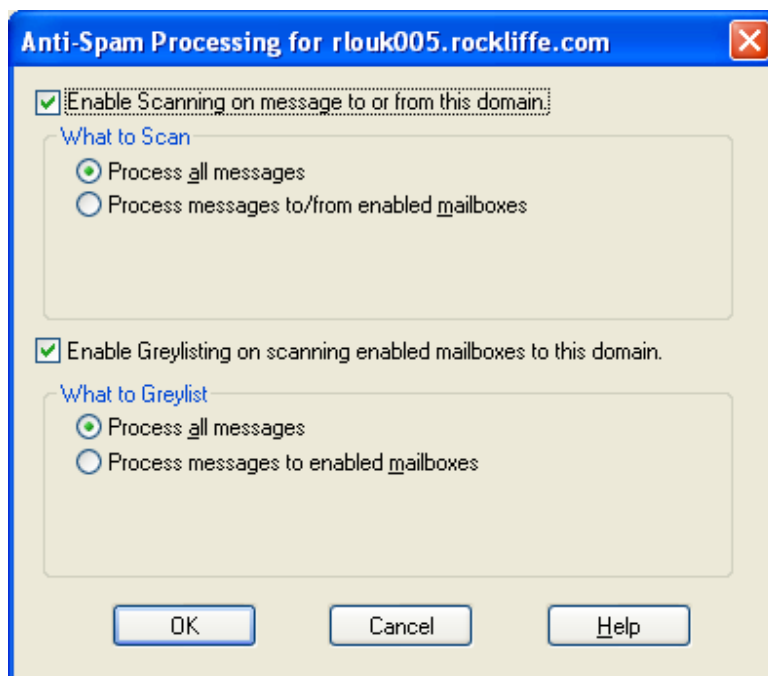 Anti-Spam Processing for rlouk005.rockliffe.com
Enable Scanning on message to or from this domain.
What to Scan
Process all messages
Process messages to/from enabled mailboxes
Enable Greylisting on scanning enabled mailboxes to this domain.
What to Greylist
Process all messages
Process messages to enabled mailboxes
OK Cancel Help